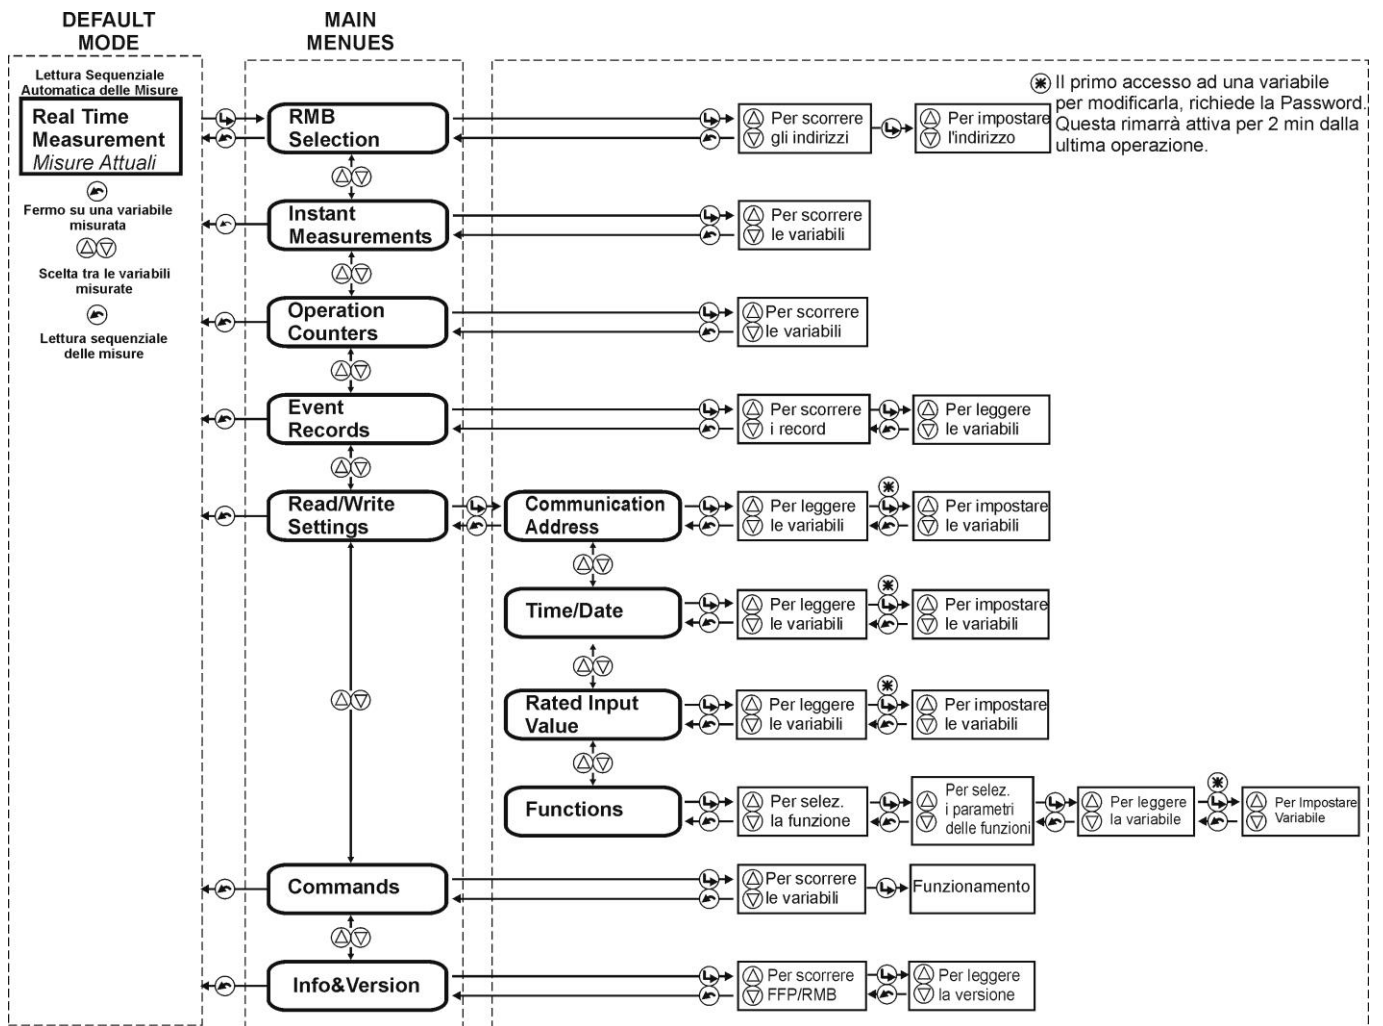 DEFAULT
MODE
MAIN
MENUES
Lettura Sequenziale
Automatica delle Misure
Real Time
Measurement
Misure Attuali
Fermo su una variabile
misurata
Scelta tra le variabili
misurate
Lettura sequenziale
delle misure
RMB
Selection
Per scorrere
gli indirizzi
Per impostare
l'indirizzo
Il primo accesso ad una variabile
per modificarla, richiede la Password.
Questa rimarrà attiva per 2 min dalla
ultima operazione.
Instant
Measurements
Per scorrere
le variabili
Operation
Counters
Per scorrere
le variabili
Event
Records
Per scorrere
i record
Per leggere
le variabili
Read/Write
Settings
Communication
Address
Per leggere
le variabili
Per impostare
le variabili
Time/Date
Per leggere
le variabili
Per impostare
le variabili
Rated Input
Value
Per leggere
le variabili
Per impostare
le variabili
Functions
Per selez.
la funzione
Per selez.
i parametri
delle funzioni
Per leggere
la variabile
Per Impostare
Variabile
Commands
Per scorrere
le variabili
Funzionamento
Info&Version
Per scorrere
FFP/RMB
Per leggere
la versione